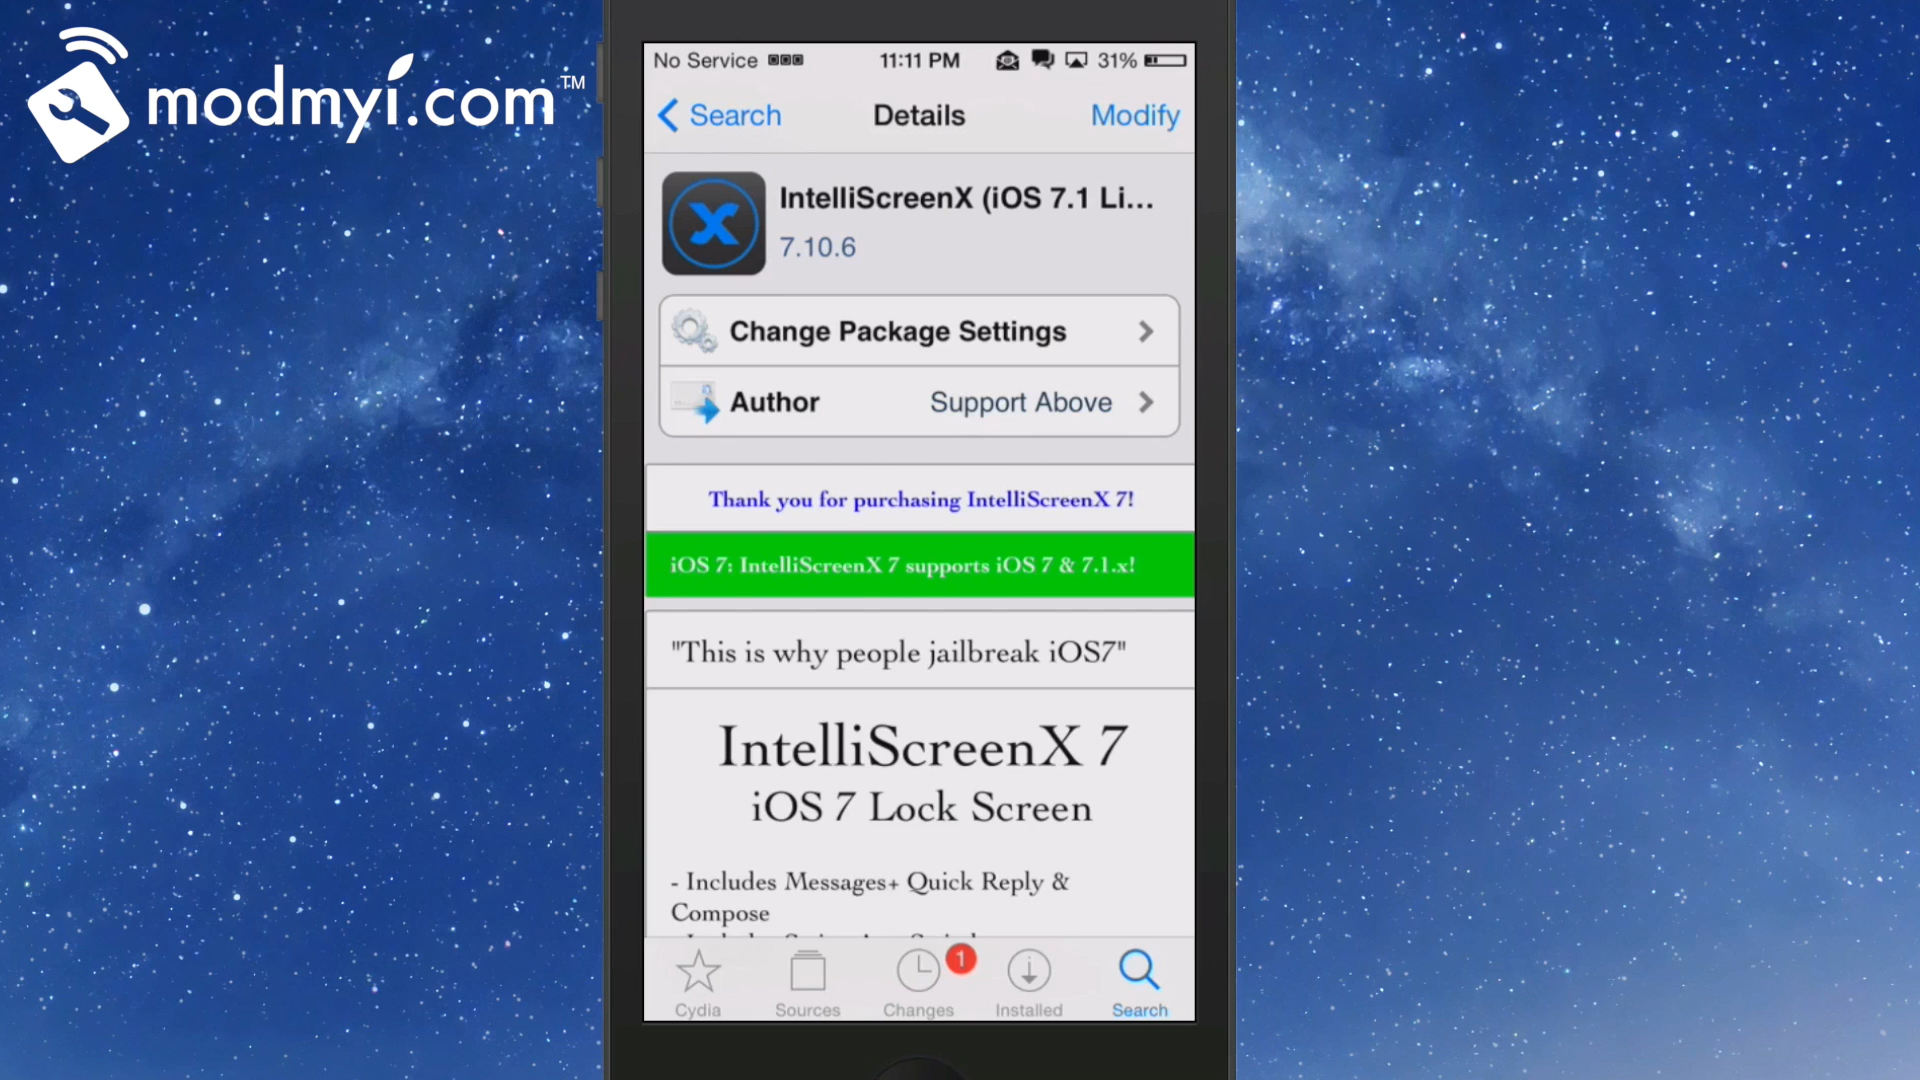 modmyi.com™
No Service 11:11 PM 31%
Search Details Modify
IntelliScreenX (iOS 7.1 Li...
7.10.6
Change Package Settings
Author Support Above
Thank you for purchasing IntelliScreenX 7!
iOS 7: IntelliScreenX 7 supports iOS 7 & 7.1.x!
"This is why people jailbreak iOS7"
IntelliScreenX 7
iOS 7 Lock Screen
- Includes Messages+ Quick Reply &
Compose
1
Cydia Sources Changes Installed Search